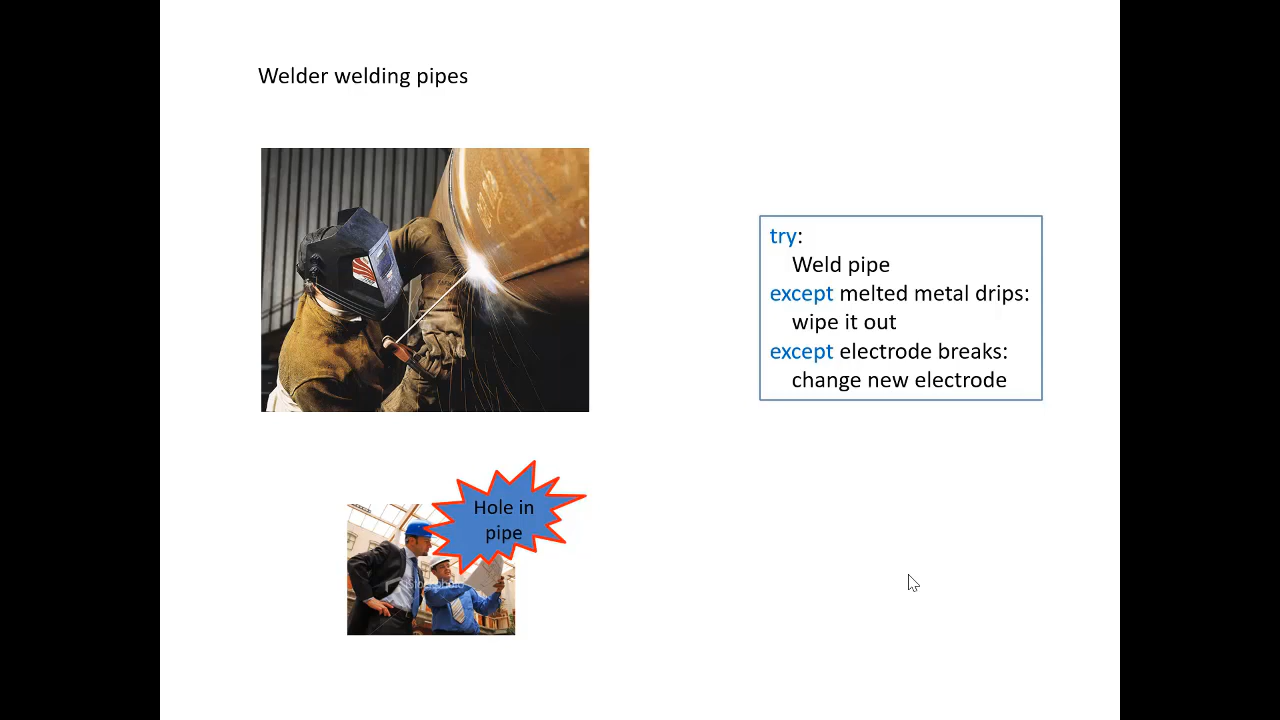 Welder welding pipes
try:
Weld pipe
except melted metal drips:
wipe it out
except electrode breaks:
change new electrode
Hole in
pipe